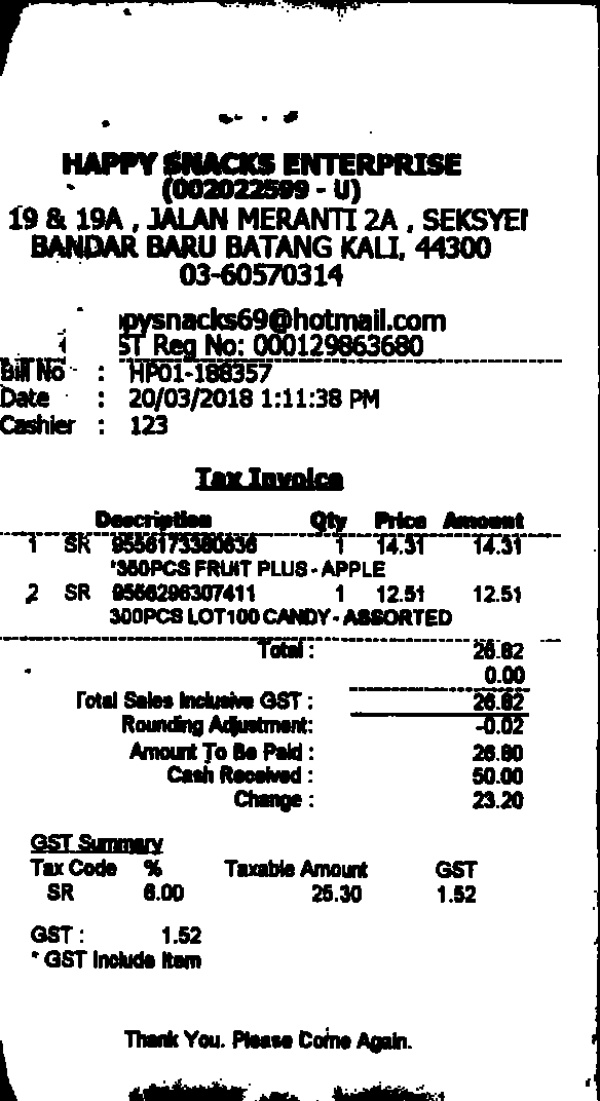 HAPPY SNACKS ENTERPRISE
(002022599 - U)
19 & 19A , JALAN MERANTI 2A , SEKSYEN
BANDAR BARU BATANG KALI, 44300
03-60570314
ppysnacks69@hotmail.com
ST Reg No: 000129863680
Bill No : HP01-188357
Date : 20/03/2018 1:11:38 PM
Cashier : 123
Tax Invoice
Description Qty Price Amount
1 SR 9556173380636 1 14.31 14.31
*350PCS FRUIT PLUS - APPLE
2 SR 9556296307411 1 12.51 12.51
300PCS LOT100 CANDY - ASSORTED
Total : 26.82
0.00
Total Sales Inclusive GST : 26.82
Rounding Adjustment: -0.02
Amount To Be Paid : 26.80
Cash Received : 50.00
Change : 23.20
GST Summary
Tax Code % Taxable Amount GST
SR 6.00 25.30 1.52
GST : 1.52
* GST Include Item
Thank You. Please Come Again.